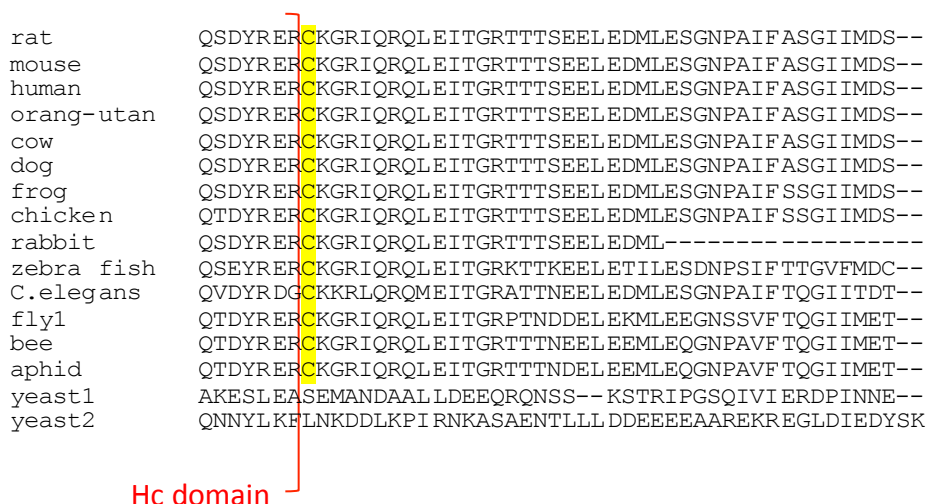 rat QSDYRERCKGRIQRQLEITGRTTTSEELEDMLESGNPAIFASGIIMDS--
mouse QSDYRERCKGRIQRQLEITGRTTTSEELEDMLESGNPAIFASGIIMDS--
human QSDYRERCKGRIQRQLEITGRTTTSEELEDMLESGNPAIFASGIIMDS--
orang-utan QSDYRERCKGRIQRQLEITGRTTTSEELEDMLESGNPAIFASGIIMDS--
cow QSDYRERCKGRIQRQLEITGRTTTSEELEDMLESGNPAIFASGIIMDS--
dog QSDYRERCKGRIQRQLEITGRTTTSEELEDMLESGNPAIFASGIIMDS--
frog QSDYRERCKGRIQRQLEITGRTTTSEELEDMLESGNPAIFSSGIIMDS--
chicken QTDYRERCKGRIQRQLEITGRTTTSEELEDMLESGNPAIFSSGIIMDS--
rabbit QSDYRERCKGRIQRQLEITGRTTTSEELEDML------------------
zebra fish QSEYRERCKGRIQRQLEITGRKTTKEELETILESDNPSIFTTGVFMDC--
C.elegans QVDYRDGCKKRLQRQMEITGRATTNEELEDMLESGNPAIFTQGIITDT--
fly1 QTDYRERCKGRIQRQLEITGRPTNDDELEKMLEEGNSSVFTQGIIMET--
bee QTDYRERCKGRIQRQLEITGRTTTNEELEEMLEQGNPAVFTQGIIMET--
aphid QTDYRERCKGRIQRQLEITGRTTTNDELEEMLEQGNPAVFTQGIIMET--
yeast1 AKESLEASEMANDAALLDEEQRQNSS--KSTRIPGSQIVIERDPINNE--
yeast2 QNNYLKFLNKDDLKPIRNKASAENTLLLDDEEEEAAREKREGLDIEDYSK
Hc domain